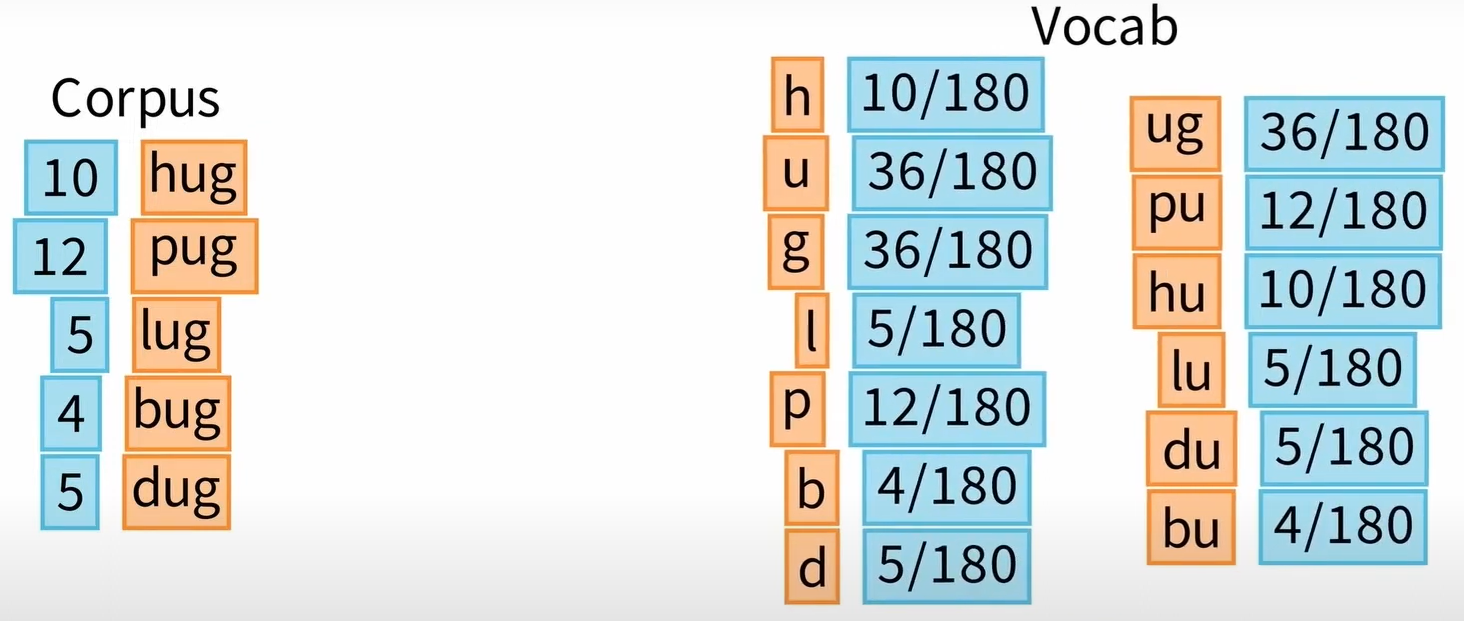 Corpus
10 hug
12 pug
5 lug
4 bug
5 dug
Vocab
h 10/180
u 36/180
g 36/180
l 5/180
p 12/180
b 4/180
d 5/180
ug 36/180
pu 12/180
hu 10/180
lu 5/180
du 5/180
bu 4/180